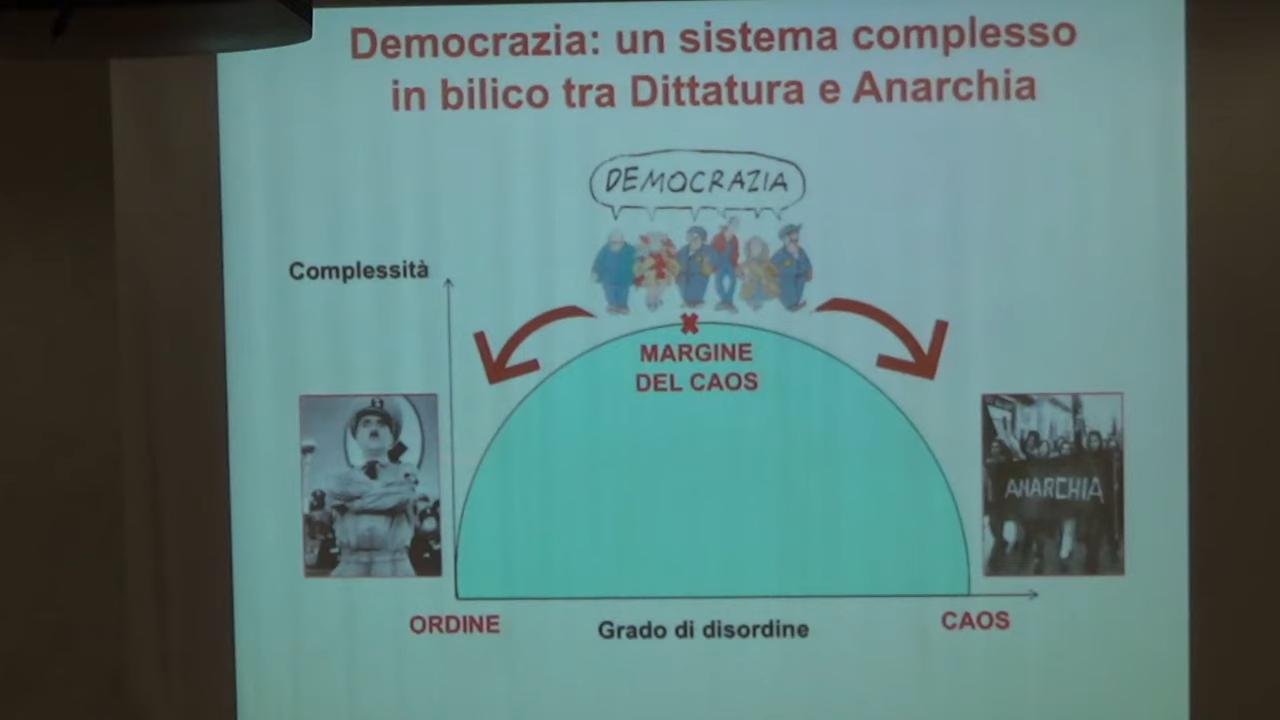 Democrazia: un sistema complesso
in bilico tra Dittatura e Anarchia
DEMOCRAZIA
Complessità
MARGINE
DEL CAOS
ANARCHIA
ORDINE
Grado di disordine
CAOS